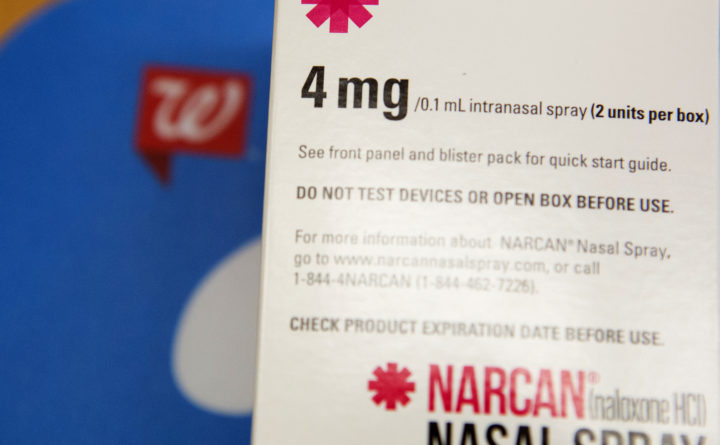 W
4 mg /0.1 mL intranasal spray (2 units per box)
See front panel and blister pack for quick start guide.
DO NOT TEST DEVICES OR OPEN BOX BEFORE USE.
For more information about NARCAN® Nasal Spray,
go to www.narcannasalspray.com, or call
1-844-4NARCAN (1-844-462-7226).
CHECK PRODUCT EXPIRATION DATE BEFORE USE.
NARCAN® (naloxone HCl)
NASAL SPRAY